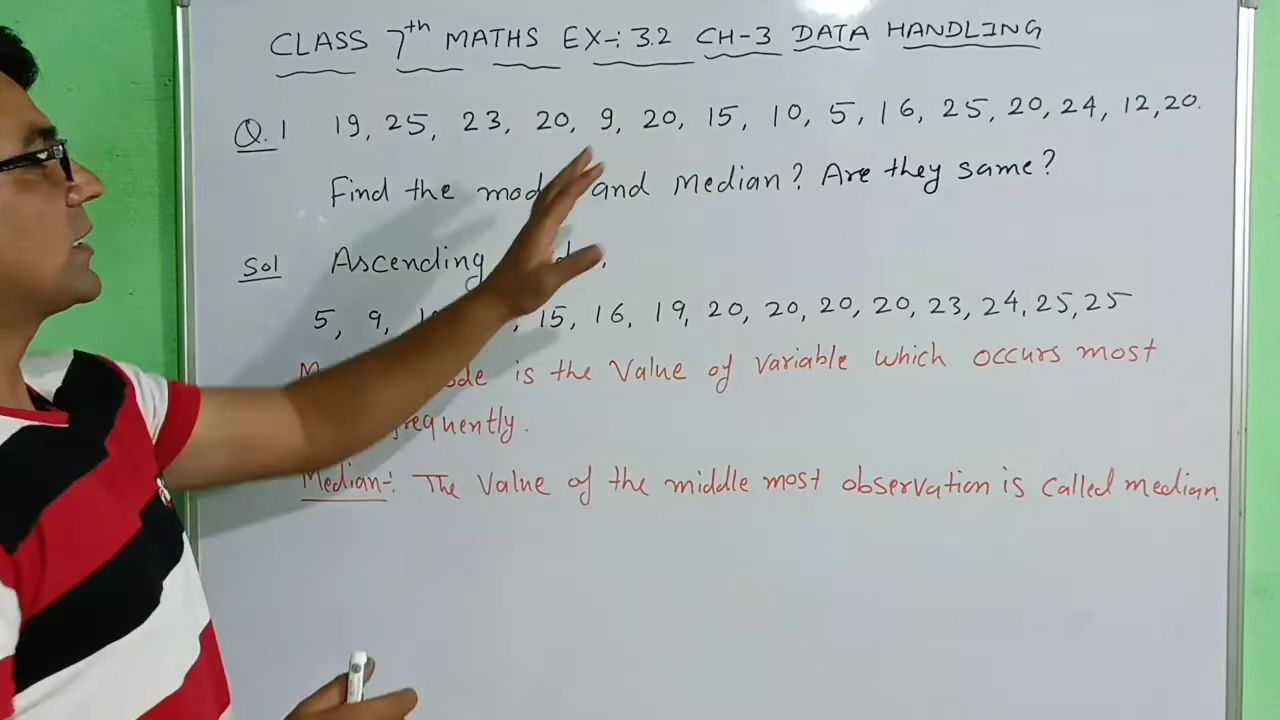 CLASS 7th MATHS EX-: 3.2 CH-3 DATA HANDLING
Q.1 19, 25, 23, 20, 9, 20, 15, 10, 5, 16, 25, 20, 24, 12, 20.
Find the and Median? Are they same?
Sol Ascending
5, 9, 15, 16, 19, 20, 20, 20, 20, 23, 24, 25, 25
is the Value of variable which occurs most
frequently.
Median-: The Value of the middle most observation is called median.